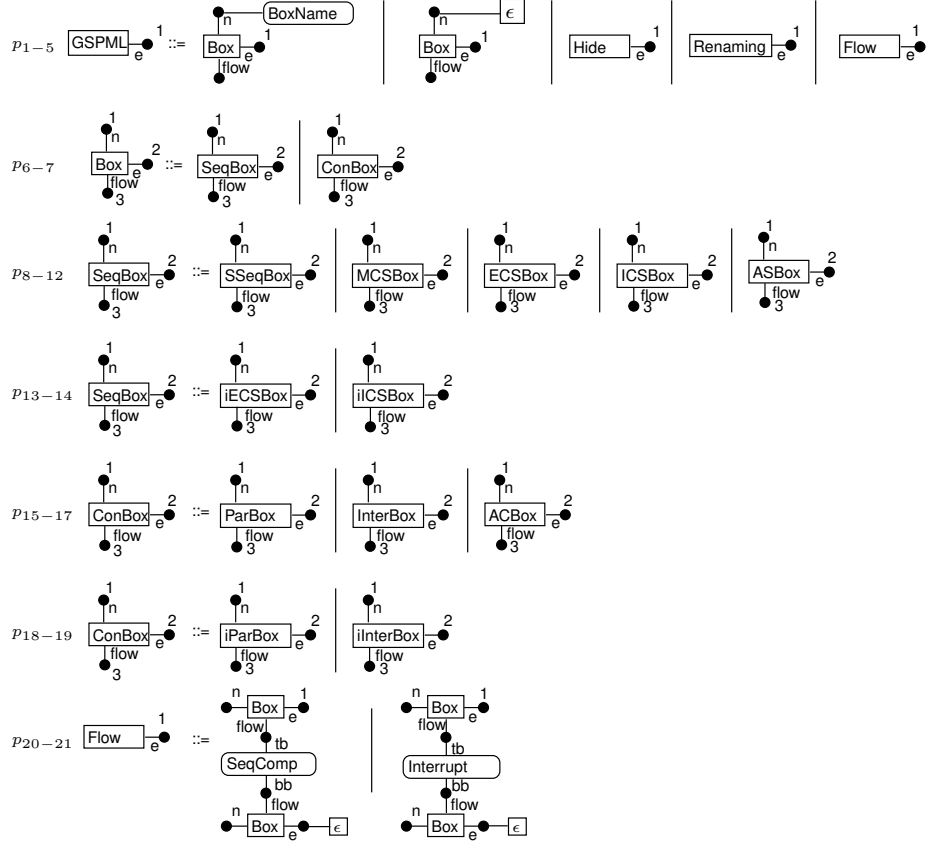 1 BoxName ϵ
n n
p1−5 GSPML e 1 ::= Box e 1 Box e 1 Hide e 1 Renaming e 1 Flow e 1
flow flow
1 1 1
n n n
p6−7 Box e 2 ::= SeqBox e 2 ConBox e 2
flow flow flow
3 3 3
1 1 1 1 1 1
n n n n n n
p8−12 SeqBox e 2 ::= SSeqBox e 2 MCSBox e 2 ECSBox e 2 ICSBox e 2 ASBox e 2
flow flow flow flow flow flow
3 3 3 3 3 3
1 1 1
n n n
p13−14 SeqBox e 2 ::= iECSBox e 2 iICSBox e 2
flow flow flow
3 3 3
1 1 1 1
n n n n
p15−17 ConBox e 2 ::= ParBox e 2 InterBox e 2 ACBox e 2
flow flow flow flow
3 3 3 3
1 1 1
n n n
p18−19 ConBox e 2 ::= iParBox e 2 iInterBox e 2
flow flow flow
3 3 3
n Box e 1 n Box e 1
flow flow
p20−21 Flow e 1 ::= tb tb
SeqComp Interrupt
bb bb
flow flow
n Box e ϵ n Box e ϵ